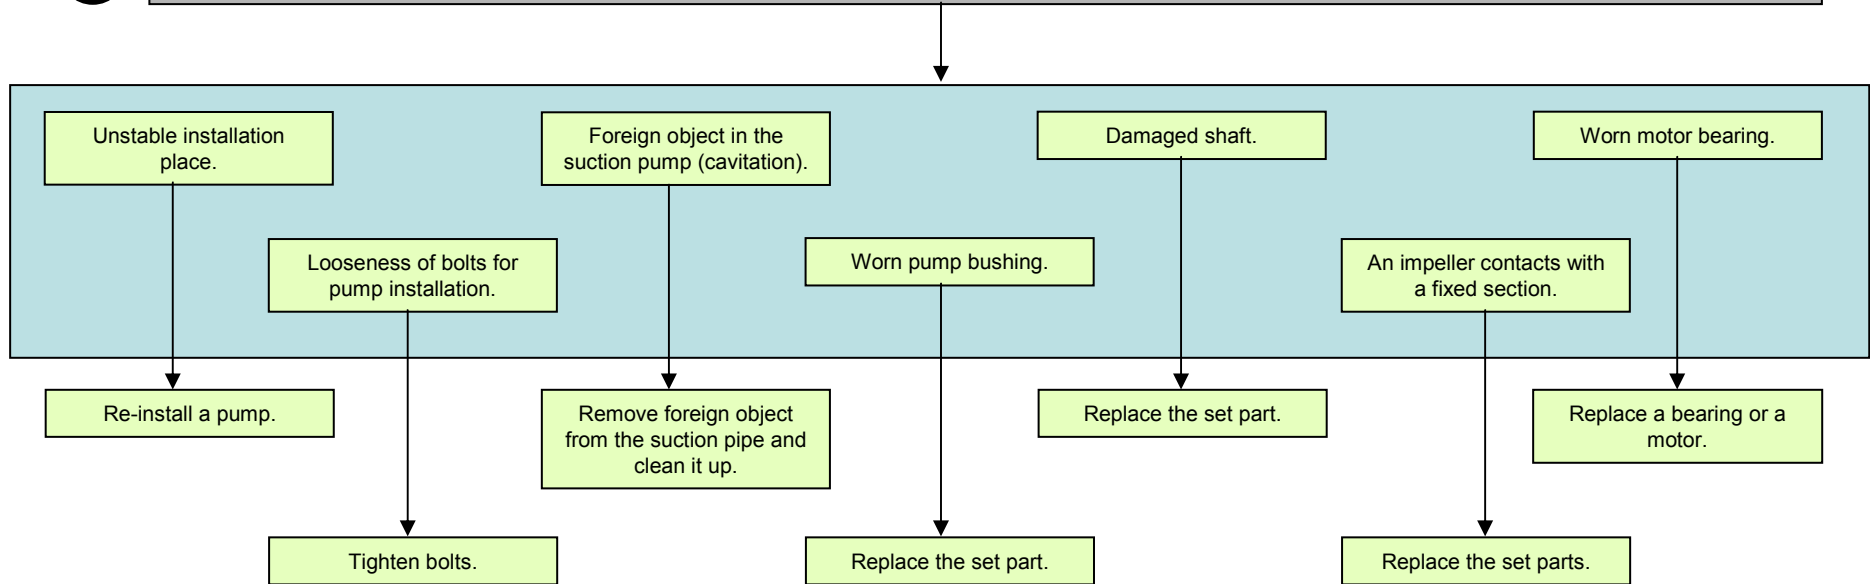 Unstable installation
place.
Foreign object in the
suction pump (cavitation).
Damaged shaft.
Worn motor bearing.
Looseness of bolts for
pump installation.
Worn pump bushing.
An impeller contacts with
a fixed section.
Re-install a pump.
Remove foreign object
from the suction pipe and
clean it up.
Replace the set part.
Replace a bearing or a
motor.
Tighten bolts.
Replace the set part.
Replace the set parts.